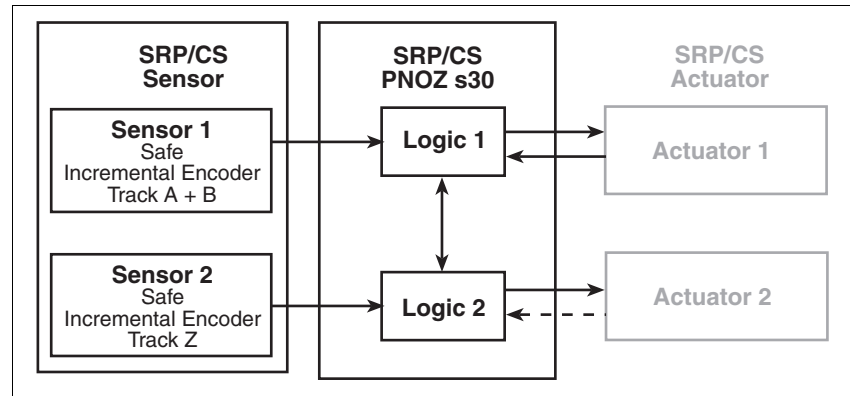 SRP/CS
Sensor
Sensor 1
Safe
Incremental Encoder
Track A + B
Sensor 2
Safe
Incremental Encoder
Track Z
SRP/CS
PNOZ s30
Logic 1
Logic 2
SRP/CS
Actuator
Actuator 1
Actuator 2